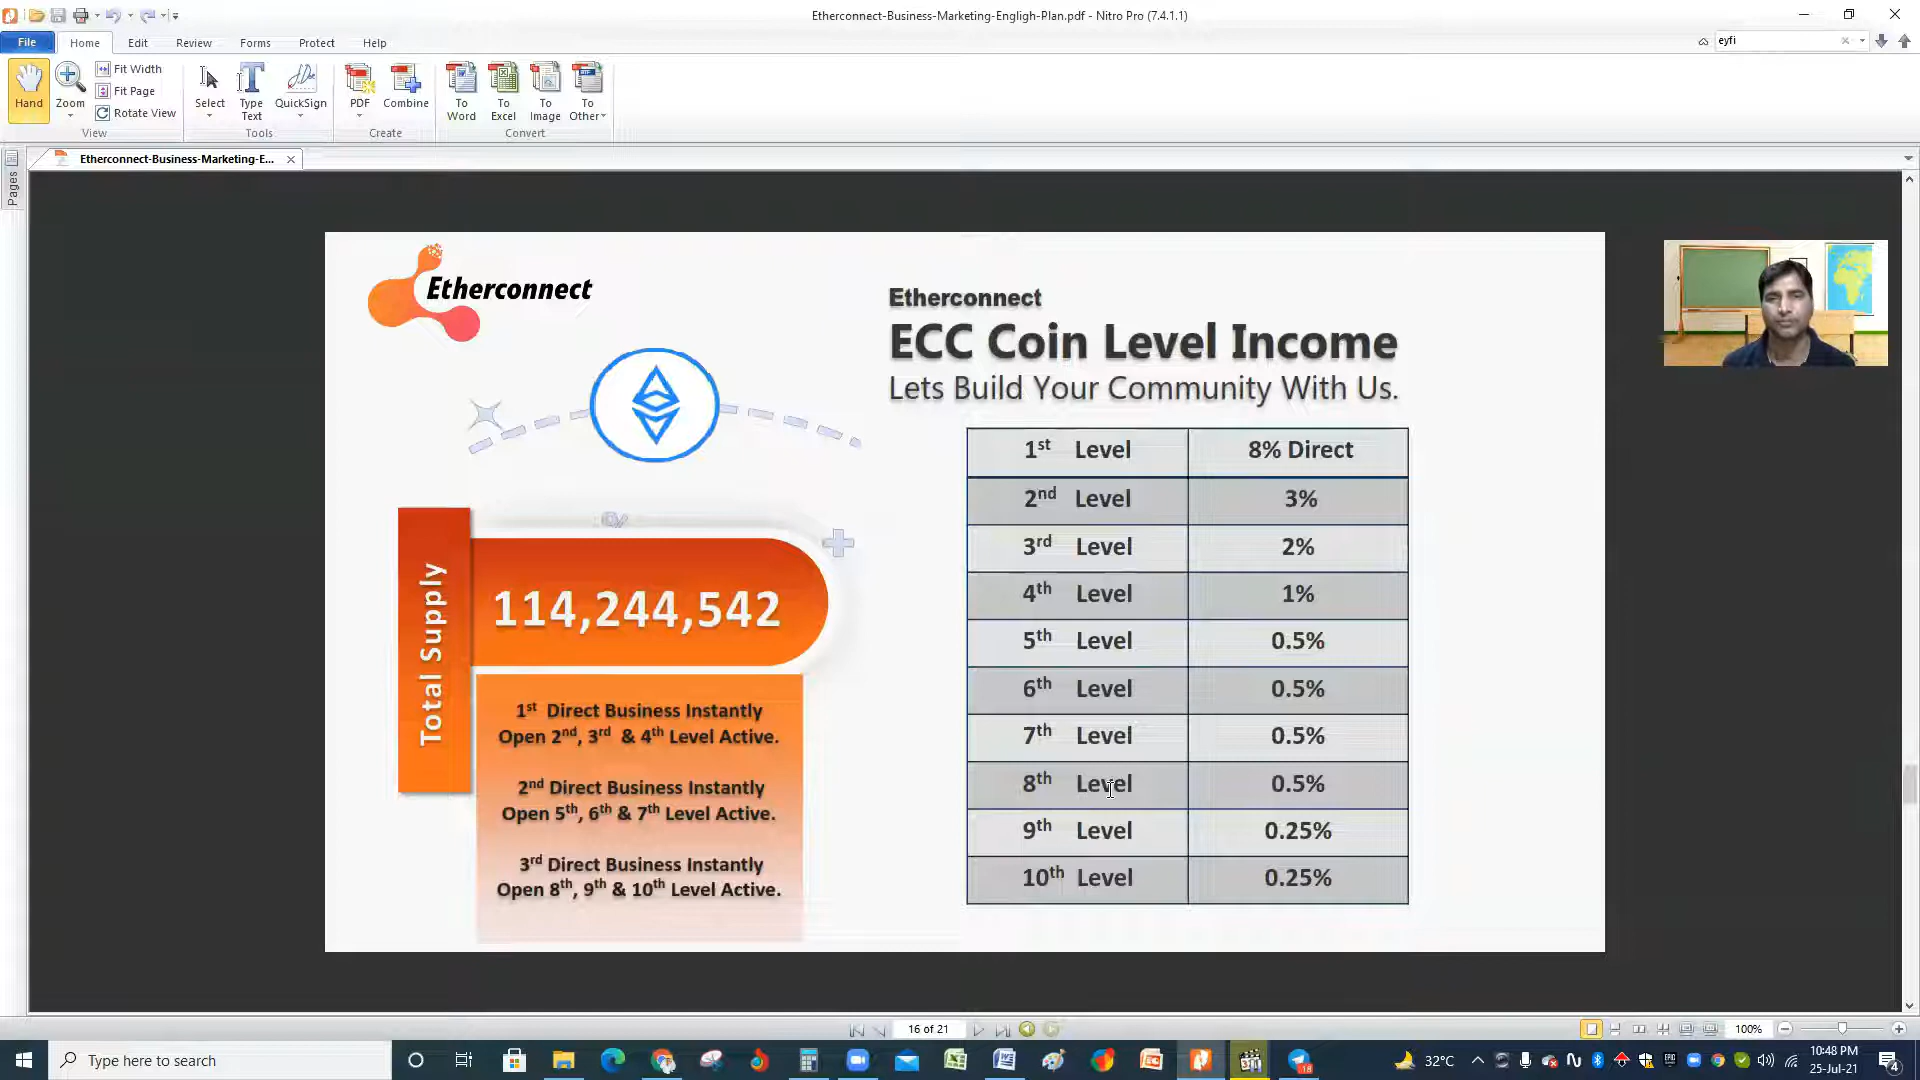 Etherconnect-Business-Marketing-Engligh-Plan.pdf - Nitro Pro (7.4.1.1)
File
Home
Edit
Review
Forms
Protect
Help
eyfi
Hand
Zoom
Fit Width
Fit Page
Rotate View
View
Select
Type Text
QuickSign
Tools
PDF
Combine
Create
To Word
To Excel
To Image
To Other
Convert
Etherconnect-Business-Marketing-E...
Pages
Etherconnect
Etherconnect
ECC Coin Level Income
Lets Build Your Community With Us.
Total Supply
114,244,542
1st Direct Business Instantly
Open 2nd, 3rd & 4th Level Active.
2nd Direct Business Instantly
Open 5th, 6th & 7th Level Active.
3rd Direct Business Instantly
Open 8th, 9th & 10th Level Active.
1st Level 8% Direct
2nd Level 3%
3rd Level 2%
4th Level 1%
5th Level 0.5%
6th Level 0.5%
7th Level 0.5%
8th Level 0.5%
9th Level 0.25%
10th Level 0.25%
16 of 21
100%
Type here to search
18
32°C
10:48 PM
25-Jul-21
4